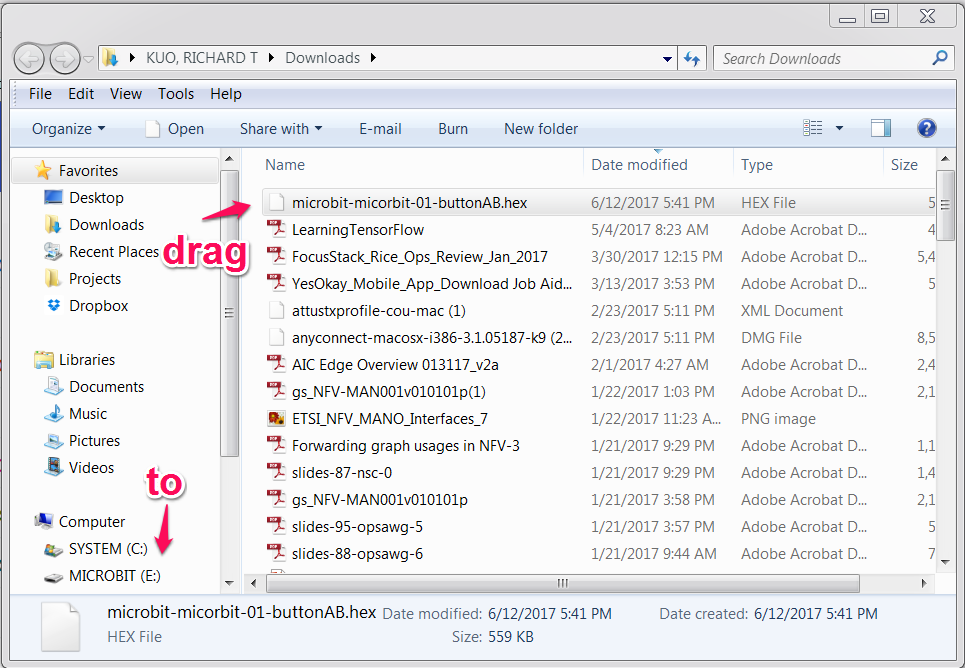 KUO, RICHARD T Downloads Search Downloads
File Edit View Tools Help
Organize Open Share with E-mail Burn New folder
Favorites
Desktop
Downloads
Recent Places
Projects
Dropbox
Libraries
Documents
Music
Pictures
Videos
Computer
SYSTEM (C:)
MICROBIT (E:)
drag
to
Name Date modified Type Size
microbit-micorbit-01-buttonAB.hex 6/12/2017 5:41 PM HEX File 5
LearningTensorFlow 5/4/2017 8:23 AM Adobe Acrobat D... 4
FocusStack_Rice_Ops_Review_Jan_2017 3/30/2017 12:15 PM Adobe Acrobat D... 5,4
YesOkay_Mobile_App_Download Job Aid... 3/13/2017 3:53 PM Adobe Acrobat D... 5
attustxprofile-cou-mac (1) 2/23/2017 5:11 PM XML Document
anyconnect-macosx-i386-3.1.05187-k9 (2... 2/23/2017 5:11 PM DMG File 8,5
AIC Edge Overview 013117_v2a 2/1/2017 4:27 AM Adobe Acrobat D... 2,4
gs_NFV-MAN001v010101p(1) 1/22/2017 1:03 PM Adobe Acrobat D... 2,1
ETSI_NFV_MANO_Interfaces_7 1/22/2017 11:23 A... PNG image
Forwarding graph usages in NFV-3 1/21/2017 9:29 PM Adobe Acrobat D... 1,1
slides-87-nsc-0 1/21/2017 9:29 PM Adobe Acrobat D... 1,4
gs_NFV-MAN001v010101p 1/21/2017 3:58 PM Adobe Acrobat D... 2,1
slides-95-opsawg-5 1/21/2017 3:57 PM Adobe Acrobat D... 5
slides-88-opsawg-6 1/21/2017 9:44 AM Adobe Acrobat D... 7
microbit-micorbit-01-buttonAB.hex Date modified: 6/12/2017 5:41 PM Date created: 6/12/2017 5:41 PM
HEX File Size: 559 KB